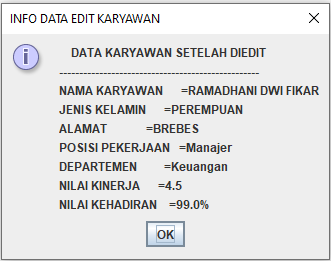 INFO DATA EDIT KARYAWAN
DATA KARYAWAN SETELAH DIEDIT
--------------------------------------------------
NAMA KARYAWAN =RAMADHANI DWI FIKAR
JENIS KELAMIN =PEREMPUAN
ALAMAT =BREBES
POSISI PEKERJAAN =Manajer
DEPARTEMEN =Keuangan
NILAI KINERJA =4.5
NILAI KEHADIRAN =99.0%
OK